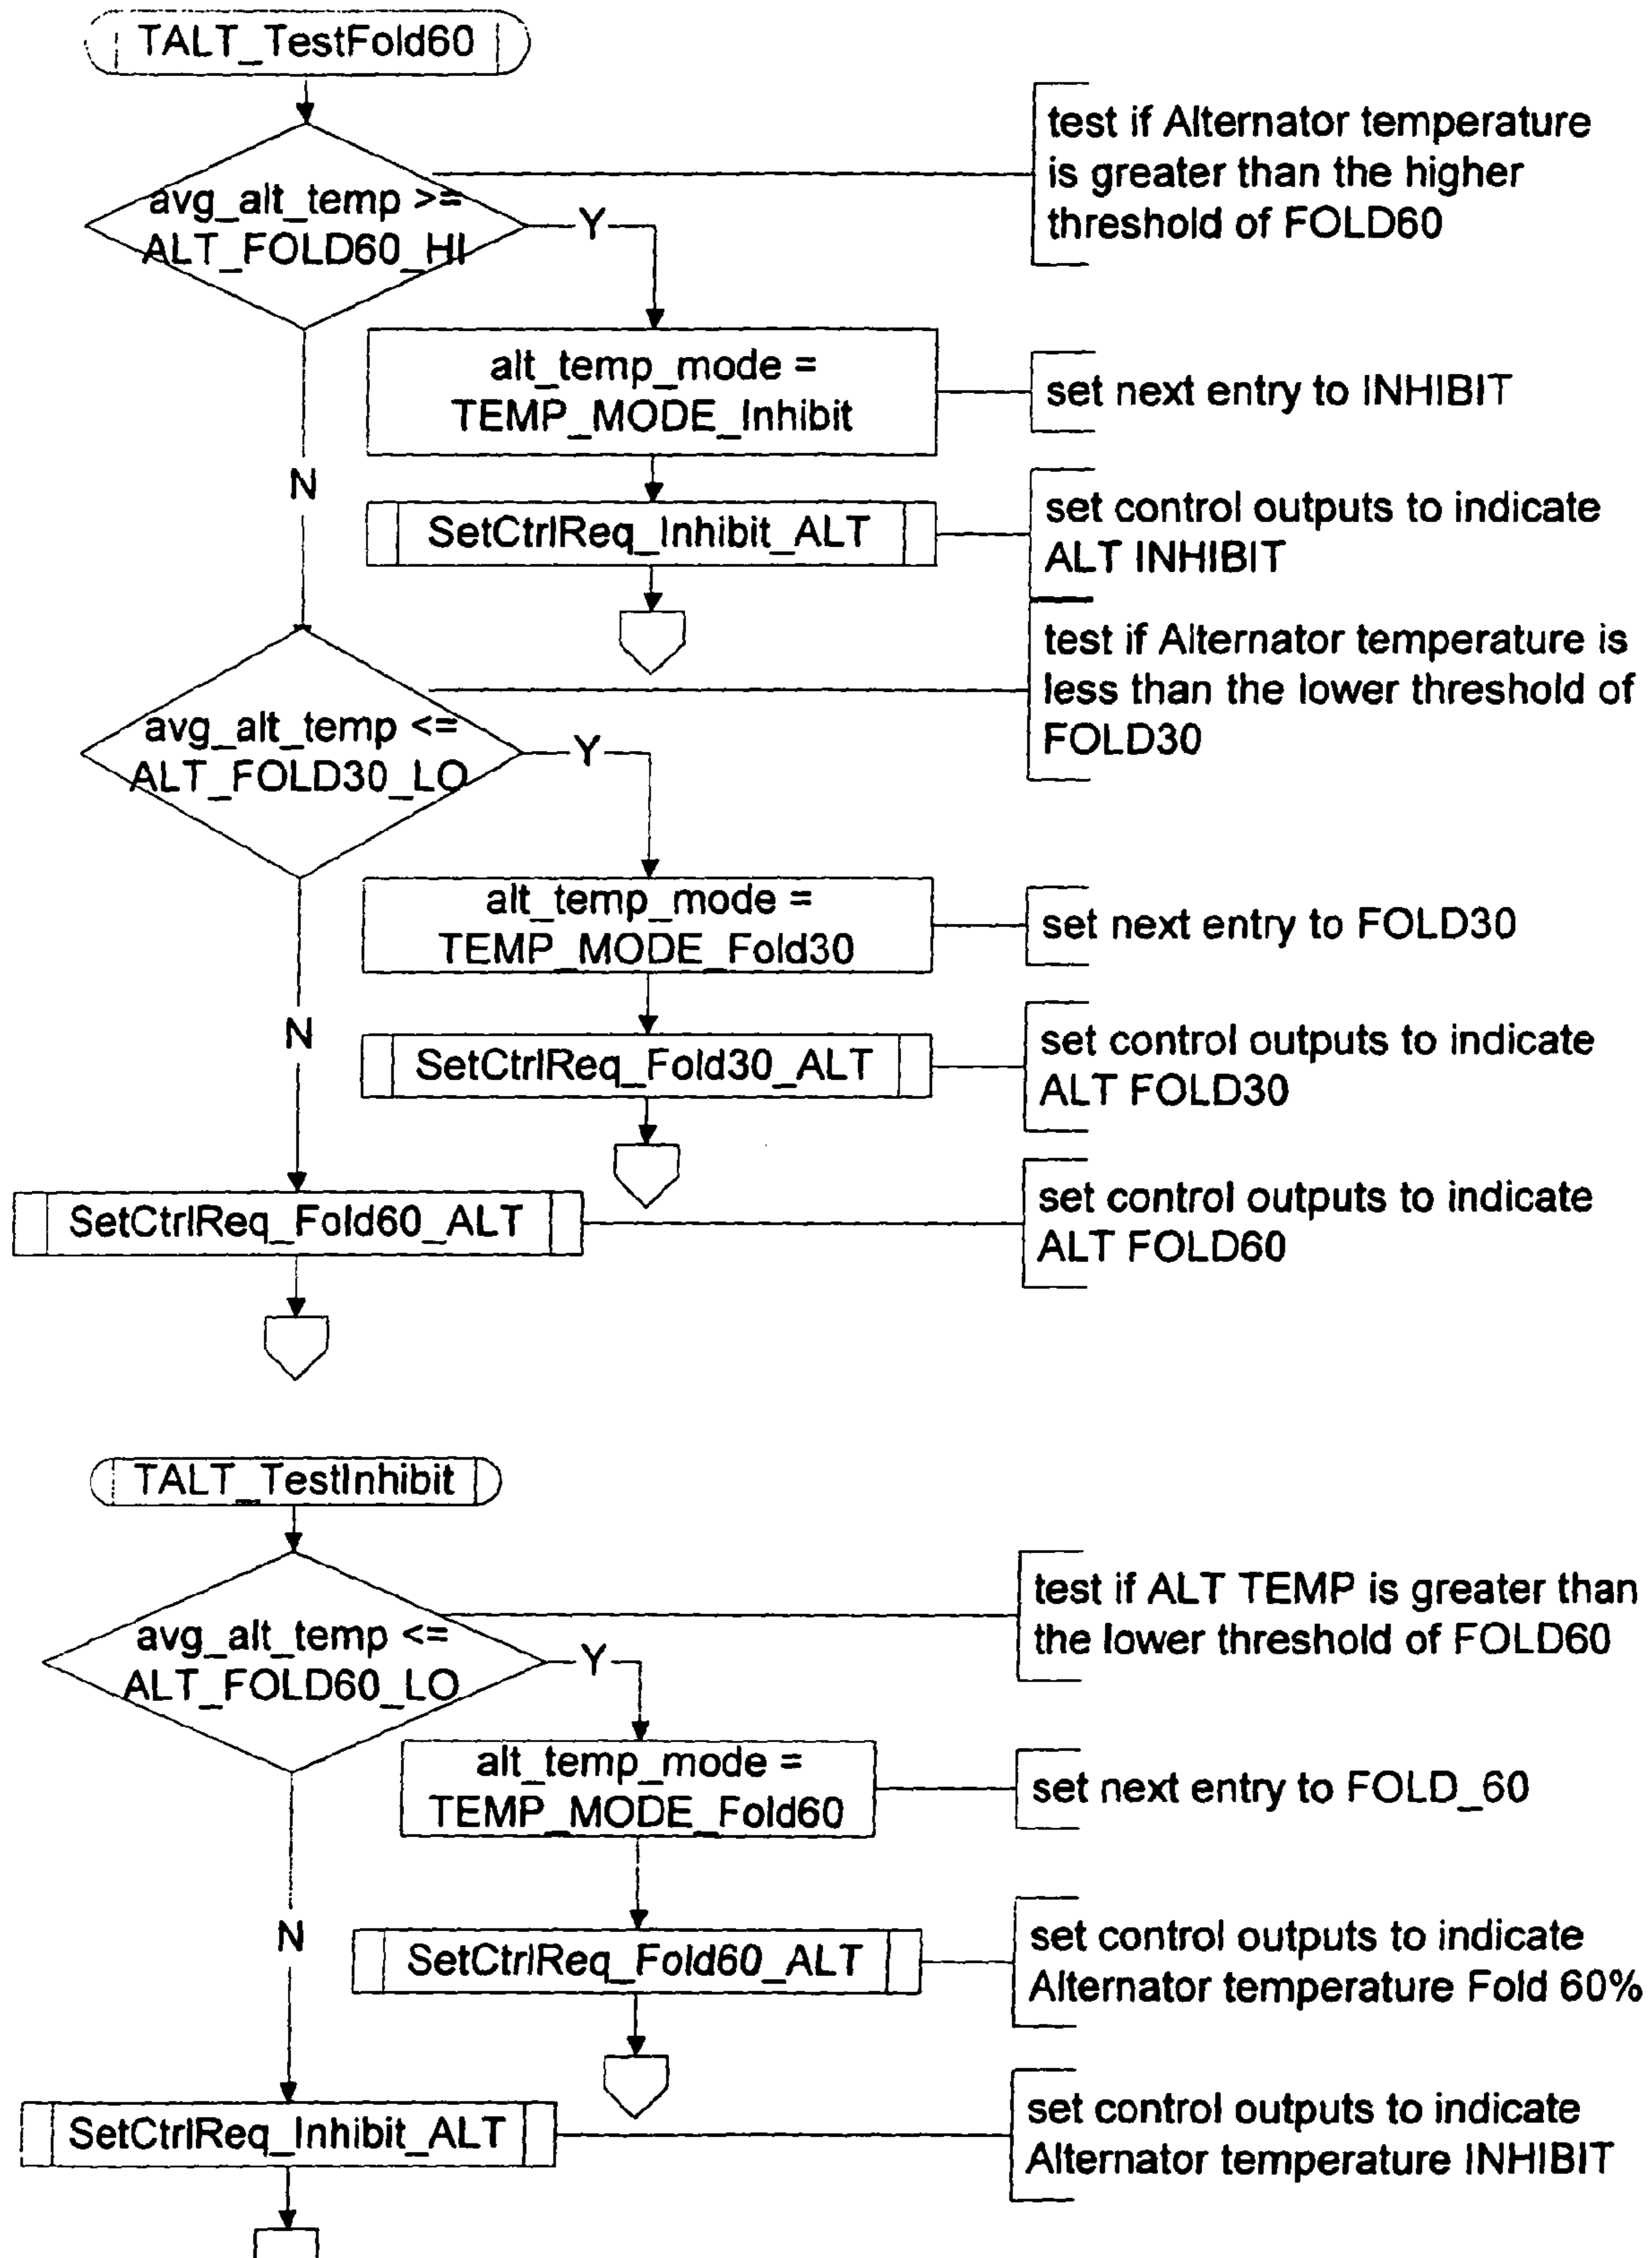 TALT_TestFold60
avg_alt_temp >=
ALT_FOLD60_HI
Y
N
test if Alternator temperature
is greater than the higher
threshold of FOLD60
alt_temp_mode =
TEMP_MODE_Inhibit
set next entry to INHIBIT
SetCtrlReq_Inhibit_ALT
set control outputs to indicate
ALT INHIBIT
avg_alt_temp <=
ALT_FOLD30_LO
Y
N
test if Alternator temperature is
less than the lower threshold of
FOLD30
alt_temp_mode =
TEMP_MODE_Fold30
set next entry to FOLD30
SetCtrlReq_Fold30_ALT
set control outputs to indicate
ALT FOLD30
SetCtrlReq_Fold60_ALT
set control outputs to indicate
ALT FOLD60
TALT_TestInhibit
avg_alt_temp <=
ALT_FOLD60_LO
Y
N
test if ALT TEMP is greater than
the lower threshold of FOLD60
alt_temp_mode =
TEMP_MODE_Fold60
set next entry to FOLD_60
SetCtrlReq_Fold60_ALT
set control outputs to indicate
Alternator temperature Fold 60%
SetCtrlReq_Inhibit_ALT
set control outputs to indicate
Alternator temperature INHIBIT